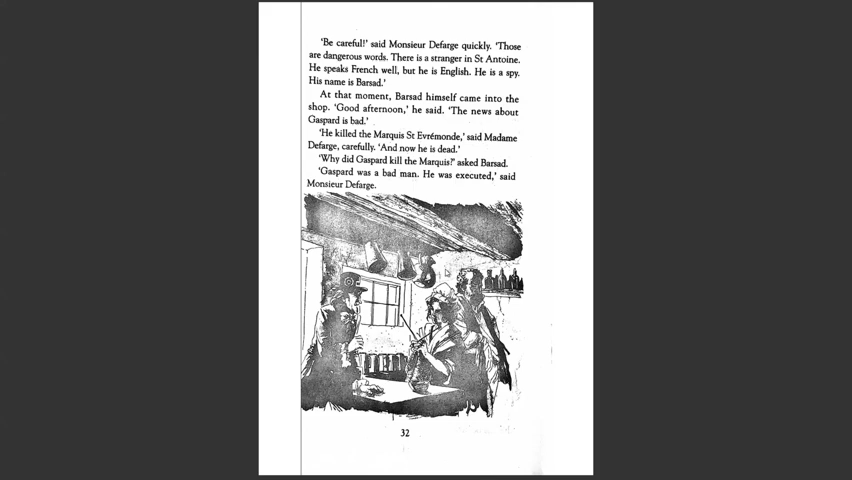 'Be careful!' said Monsieur Defarge quickly. 'Those
are dangerous words. There is a stranger in St Antoine.
He speaks French well, but he is English. He is a spy.
His name is Barsad.'
At that moment, Barsad himself came into the
shop. 'Good afternoon,' he said. 'The news about
Gaspard is bad.'
'He killed the Marquis St Evrémonde,' said Madame
Defarge, carefully. 'And now he is dead.'
'Why did Gaspard kill the Marquis?' asked Barsad.
'Gaspard was a bad man. He was executed,' said
Monsieur Defarge.
32